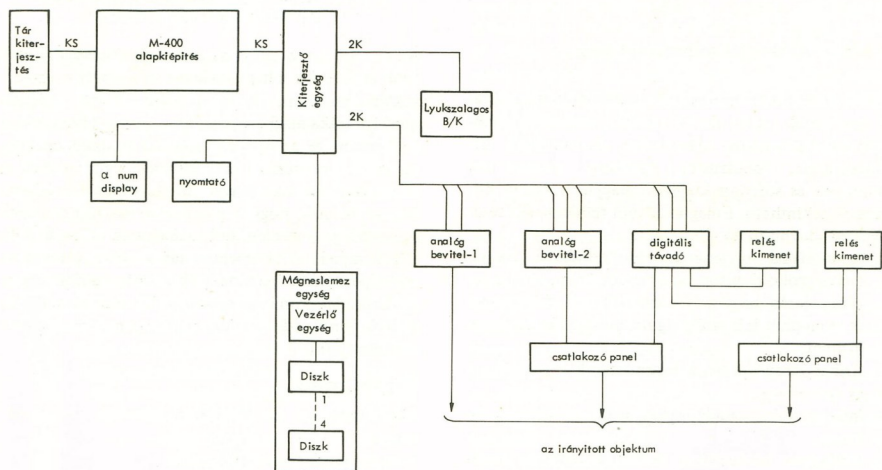 Tár
kiter-
jesz-
tés
KS
M-400
alapkiépités
KS
Kiterjesztő
egység
2K
Lyukszalagos
B/K
2K
α num
display
nyomtató
analóg
bevitel-1
analóg
bevitel-2
digitális
távadó
relés
kimenet
relés
kimenet
Mágneslemez
egység
Vezérlő
egység
Diszk
1
4
Diszk
csatlakozó panel
csatlakozó panel
az irányitott objektum